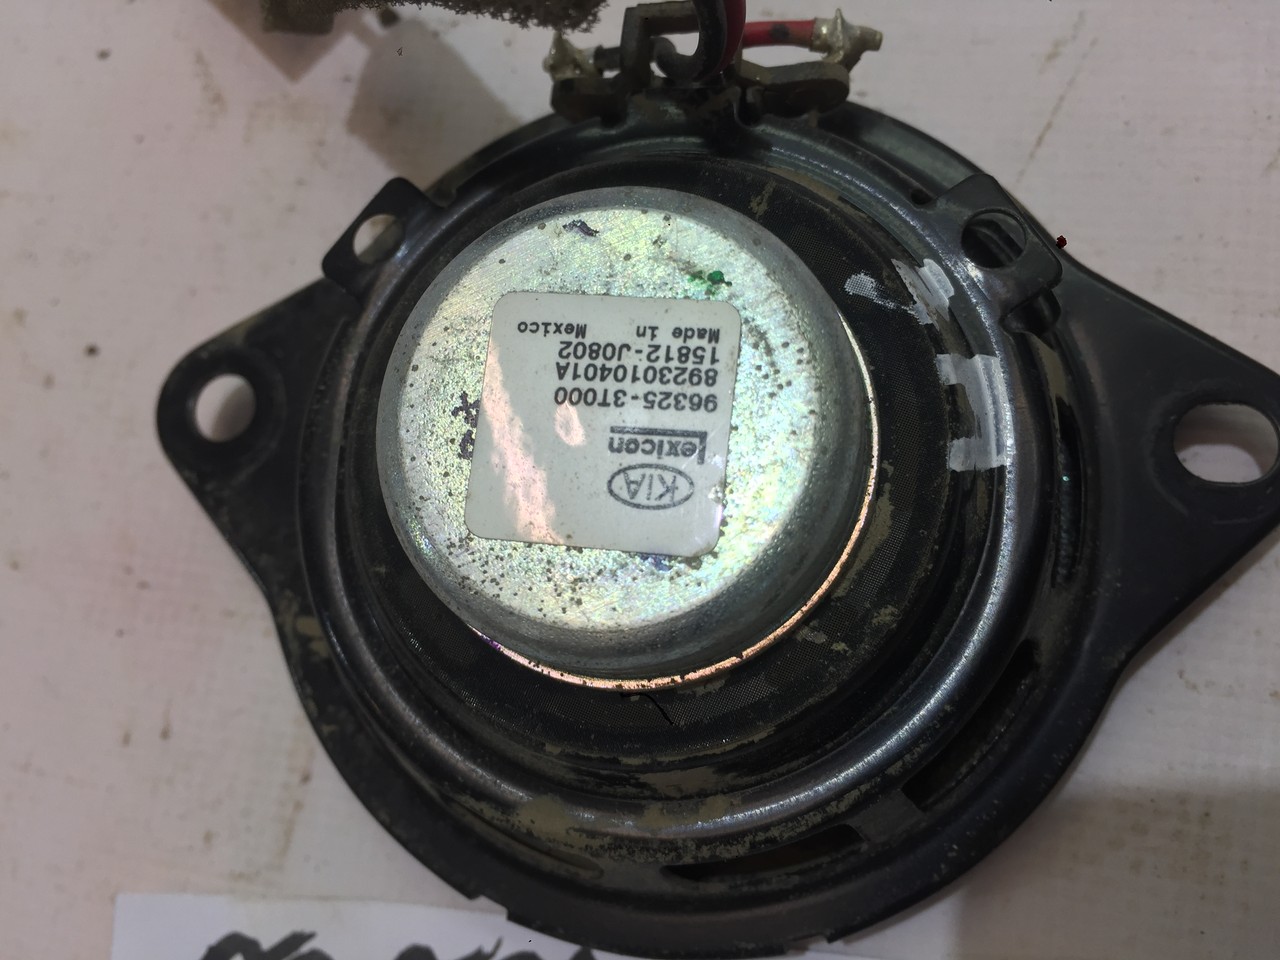 KIA
Lexicon
96325-3T000
8923010401A
15812-J0802
Made in Mexico